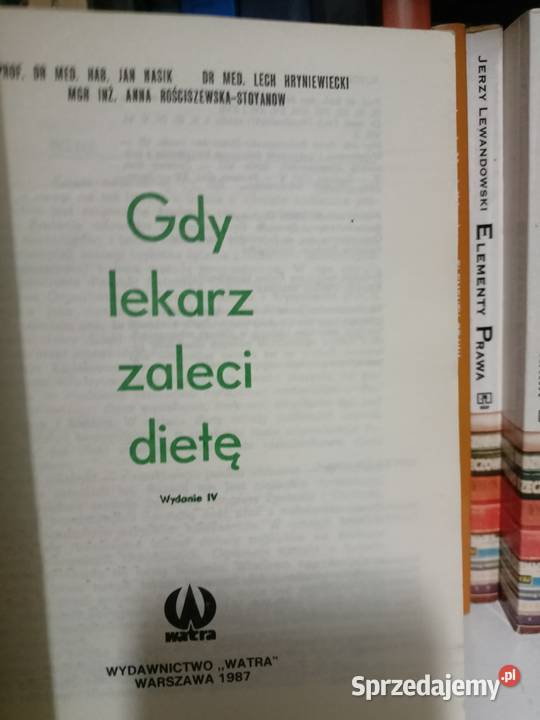 PROF. DR MED. HAB. JAN HASIK DR MED. LECH HRYNIEWIECKI
MGR INŻ. ANNA ROŚCISZEWSKA-STOYANOW
Gdy
lekarz
zaleci
dietę
Wydanie IV
watra
WYDAWNICTWO „WATRA"
WARSZAWA 1987
JERZY LEWANDOWSKI ELEMENTY PRAWA
Sprzedajemy.pl